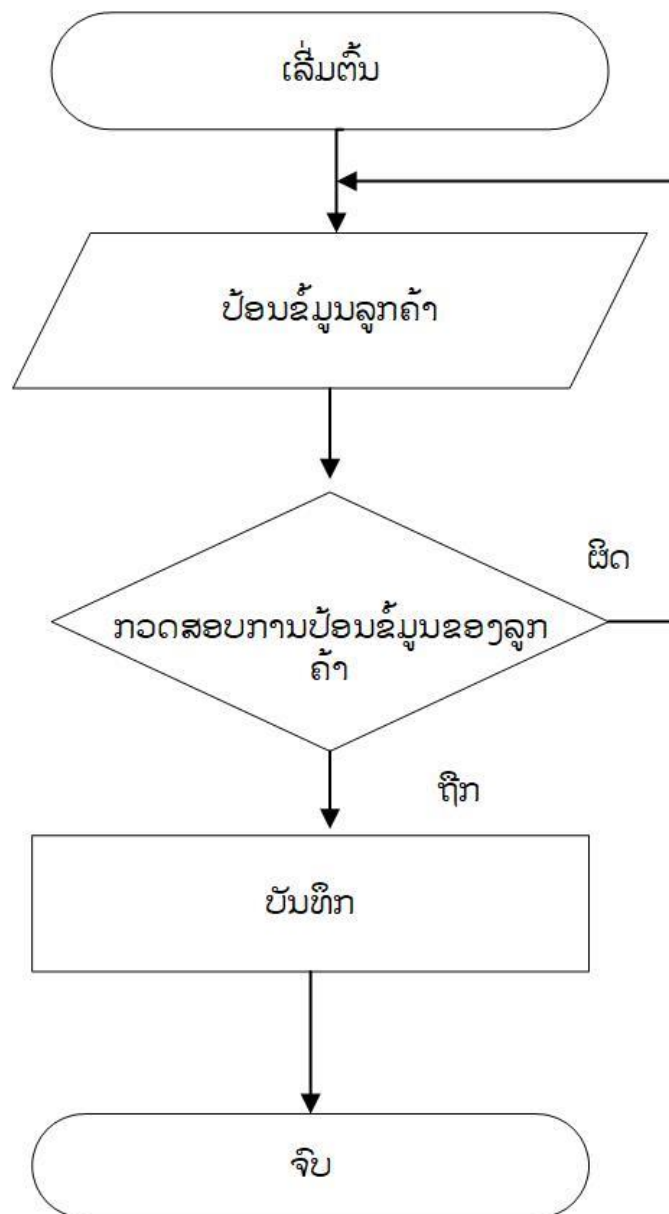 ເລີ່ມຕົ້ນ
ປ້ອນຂໍ້ມູນລູກຄ້າ
ຜິດ
ກວດສອບການປ້ອນຂໍ້ມູນຂອງລູກ
ຄ້າ
ຖືກ
ບັນທຶກ
ຈົບ